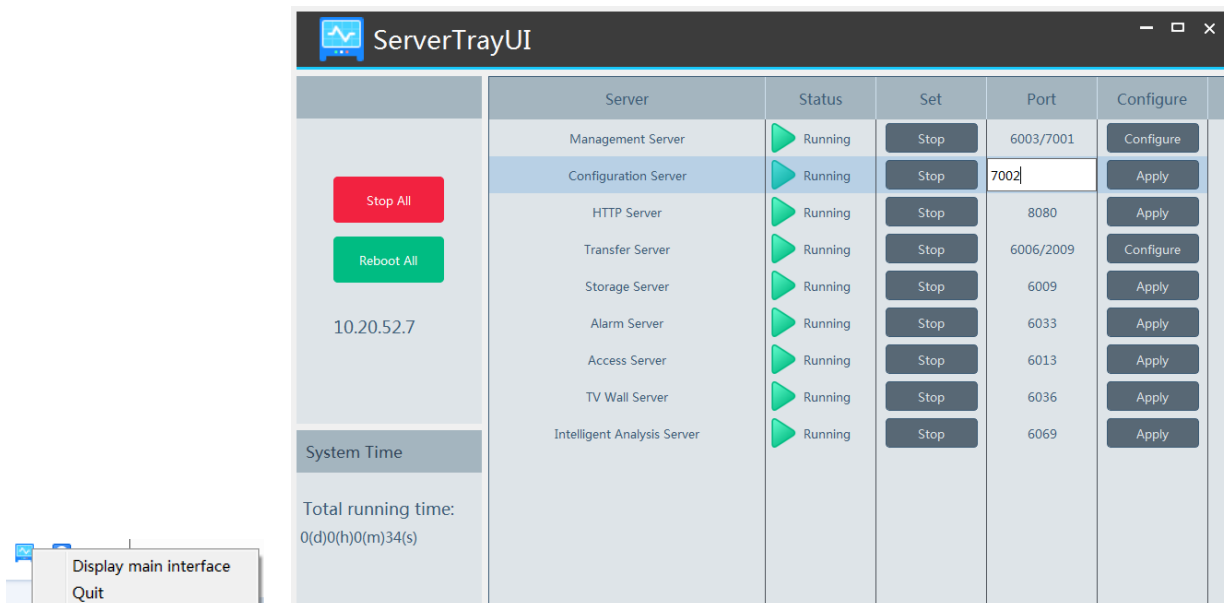 ServerTrayUI
Server Status Set Port Configure
Management Server Running Stop 6003/7001 Configure
Configuration Server Running Stop 7002 Apply
HTTP Server Running Stop 8080 Apply
Transfer Server Running Stop 6006/2009 Configure
Storage Server Running Stop 6009 Apply
Alarm Server Running Stop 6033 Apply
Access Server Running Stop 6013 Apply
TV Wall Server Running Stop 6036 Apply
Intelligent Analysis Server Running Stop 6069 Apply
Stop All
Reboot All
10.20.52.7
System Time
Total running time:
0(d)0(h)0(m)34(s)
Display main interface
Quit